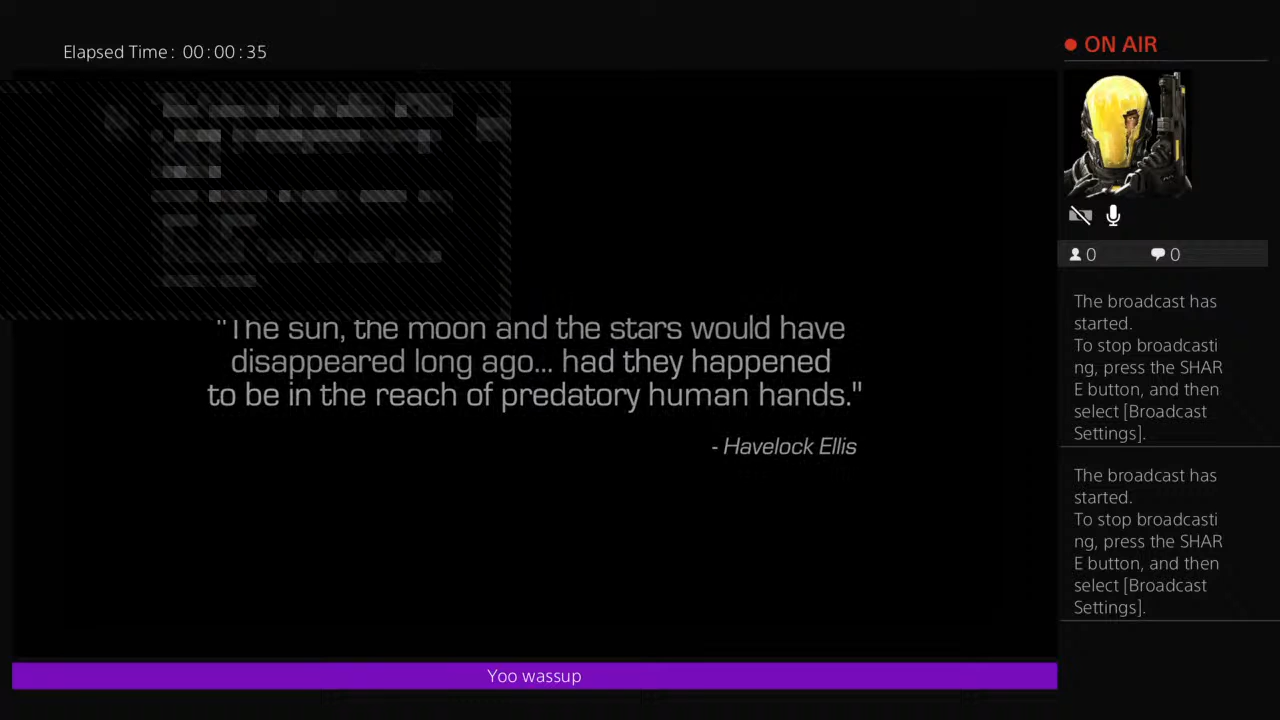 Elapsed Time: 00:00:35
ON AIR
0 0
"The sun, the moon and the stars would have
disappeared long ago... had they happened
to be in the reach of predatory human hands."
- Havelock Ellis
The broadcast has
started.
To stop broadcasti
ng, press the SHAR
E button, and then
select [Broadcast
Settings].
The broadcast has
started.
To stop broadcasti
ng, press the SHAR
E button, and then
select [Broadcast
Settings].
Yoo wassup